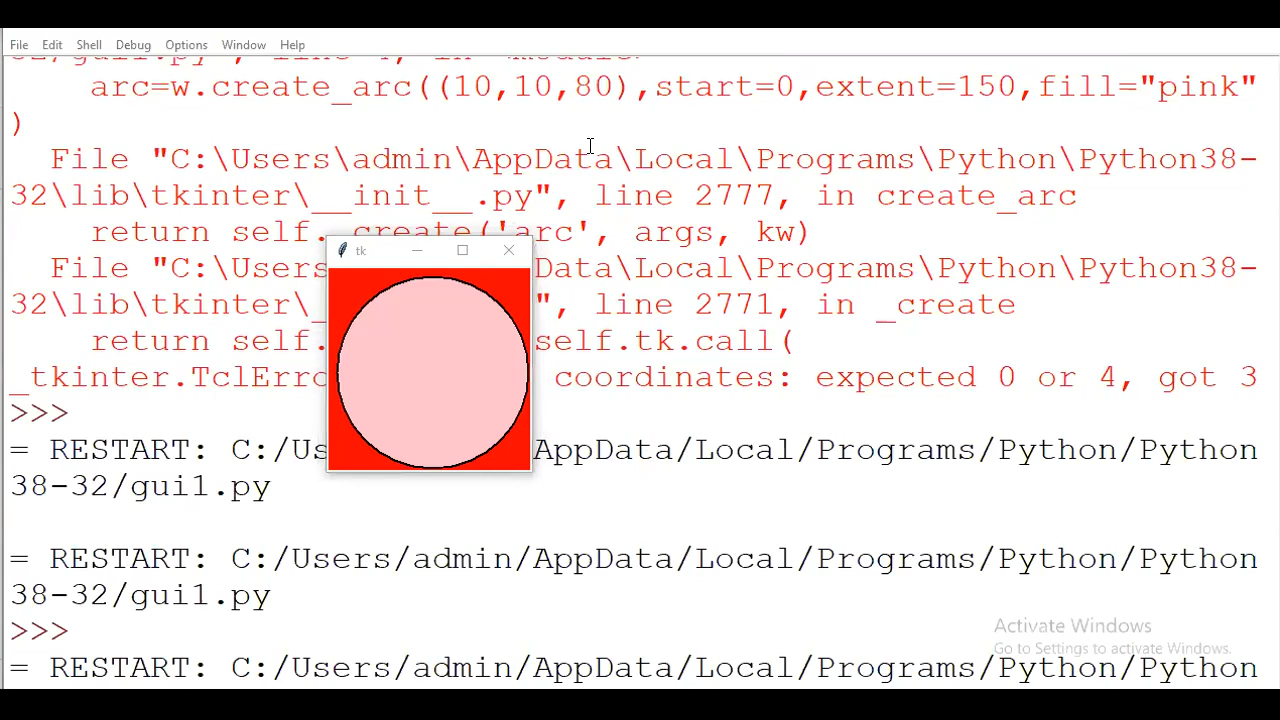 File Edit Shell Debug Options Window Help
arc=w.create_arc((10,10,80),start=0,extent=150,fill="pink"
)
File "C:\Users\admin\AppData\Local\Programs\Python\Python38-
32\lib\tkinter\__init__.py", line 2777, in create_arc
return self._create('arc', args, kw)
File "C:\Users Data\Local\Programs\Python\Python38-
32\lib\tkinter\_ ", line 2771, in _create
return self. self.tk.call(
_tkinter.TclErro coordinates: expected 0 or 4, got 3
tk
>>>
= RESTART: C:/Us AppData/Local/Programs/Python/Python
38-32/gui1.py
= RESTART: C:/Users/admin/AppData/Local/Programs/Python/Python
38-32/gui1.py
>>>
= RESTART: C:/Users/admin/AppData/Local/Programs/Python/Python
Activate Windows
Go to Settings to activate Windows.